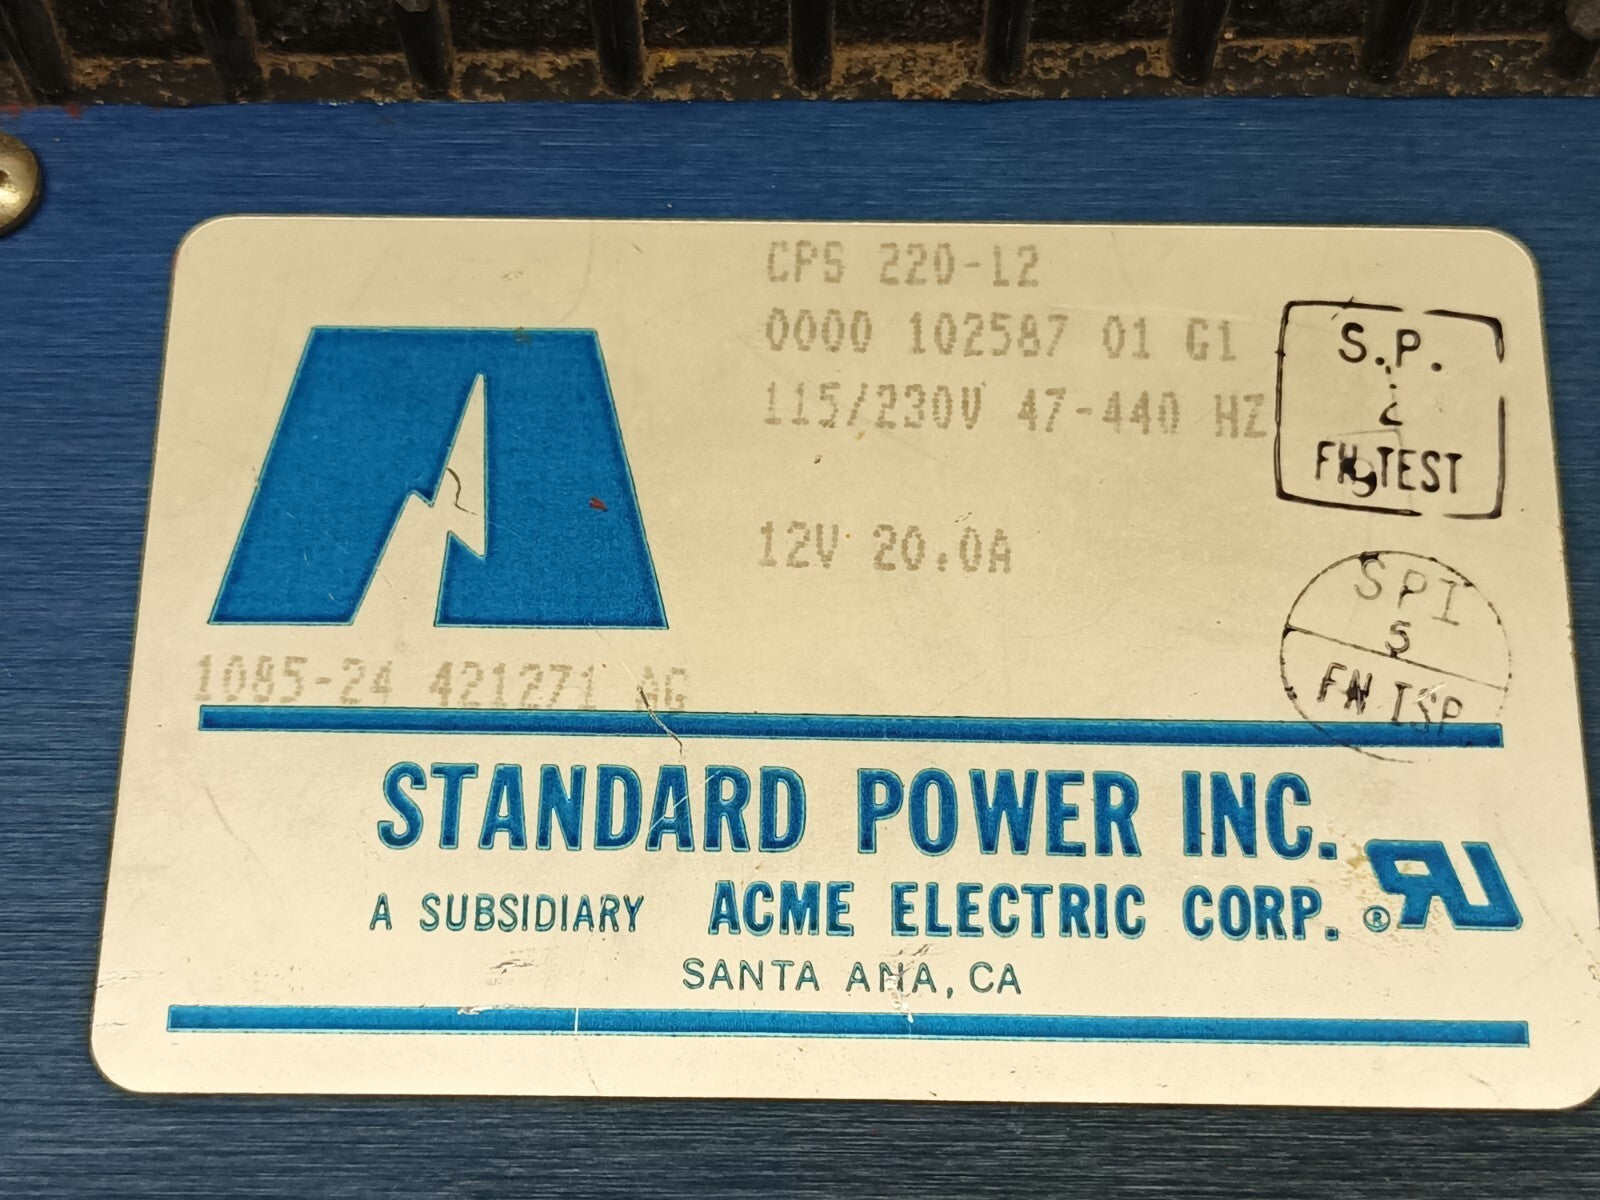 CPS 220-12
0000 102587 01 G1
115/230V 47-440 HZ
12V 20.0A
S.P.
FN TEST
SPI
5
FN ISP
1085-24 421271 AG
STANDARD POWER INC.
A SUBSIDIARY ACME ELECTRIC CORP. ®
RU
SANTA ANA, CA